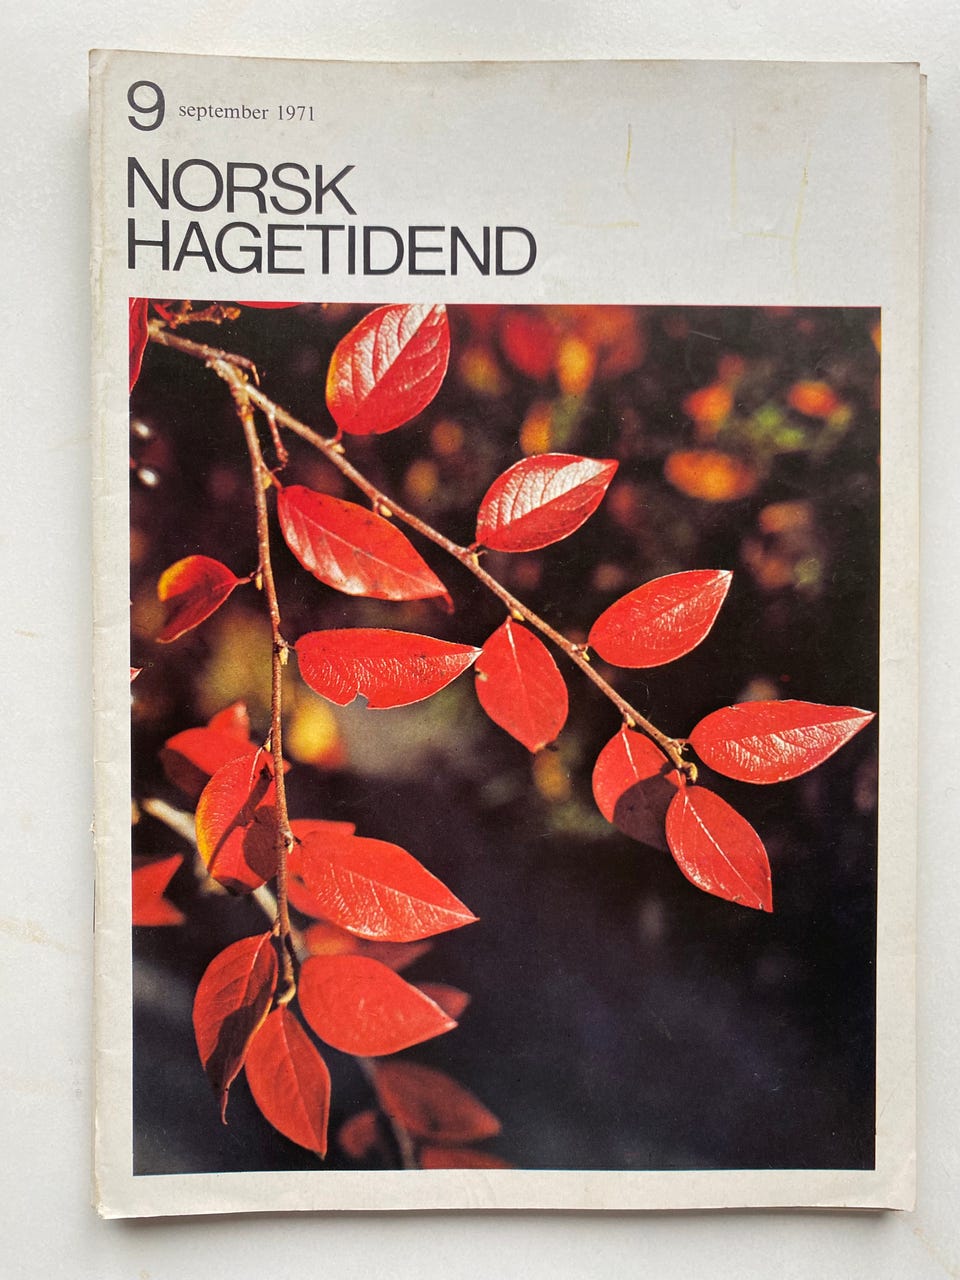 9 september 1971
NORSK
HAGETIDEND